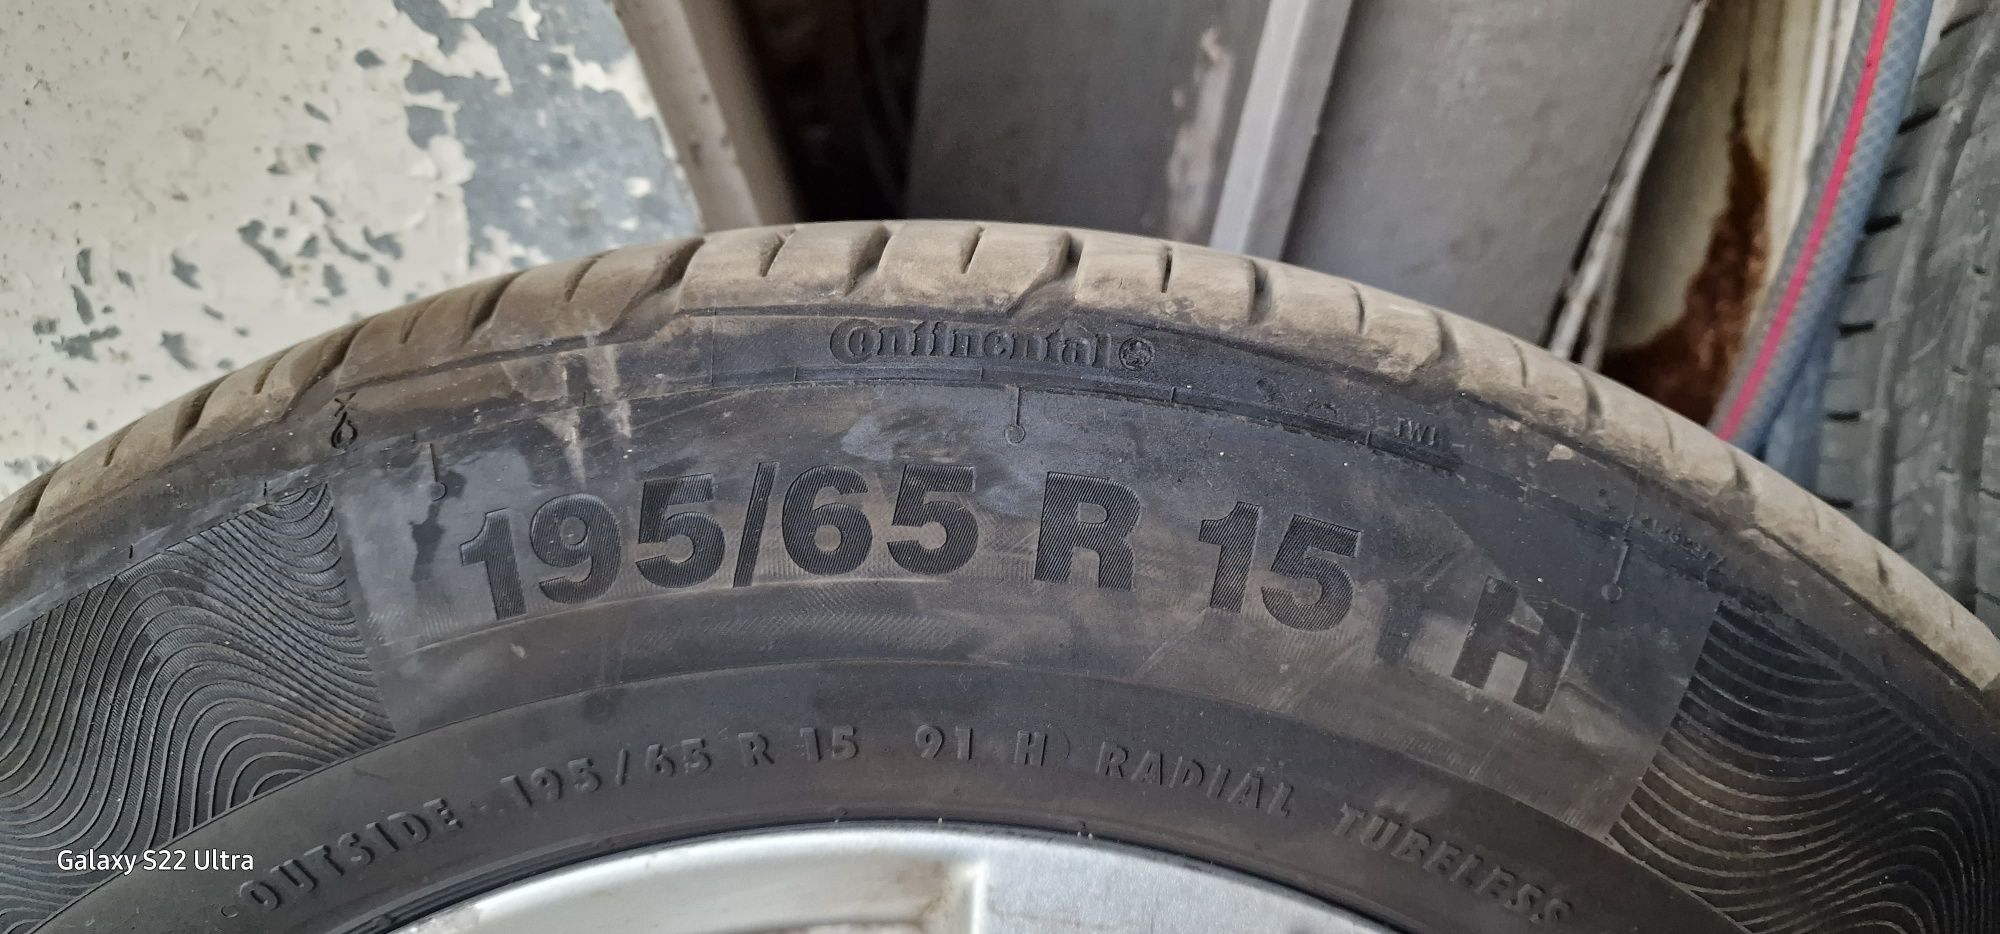 Continental
TWI
195/65 R 15 T H
OUTSIDE 195/65 R 15 91 H RADIAL TUBELESS
Galaxy S22 Ultra